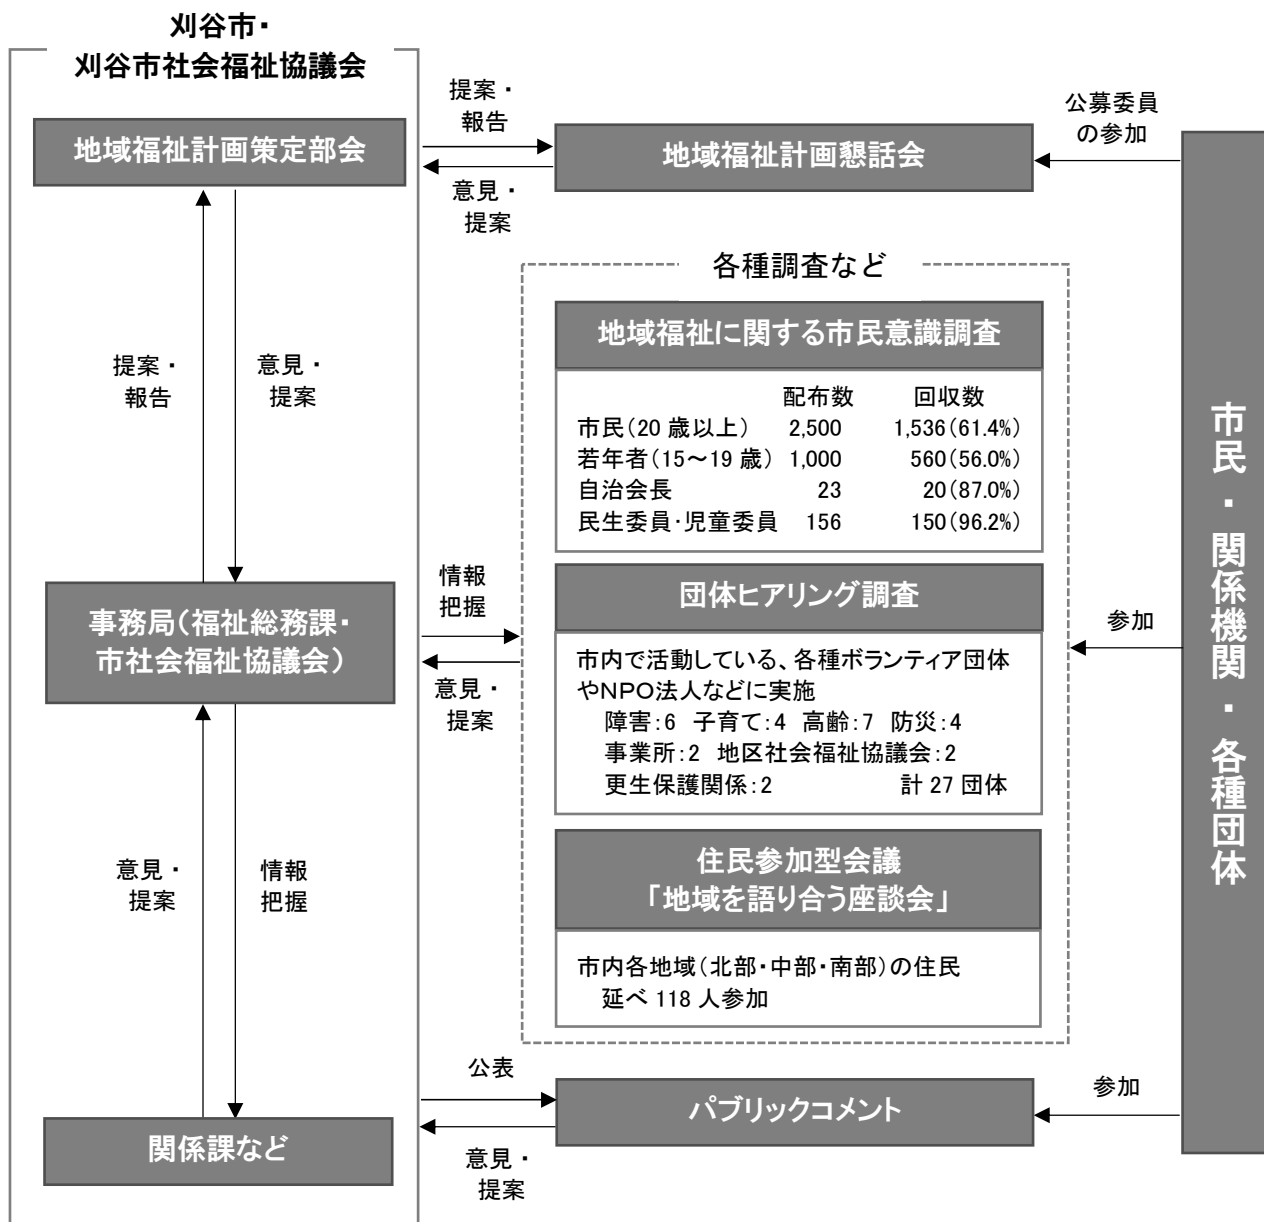 刈谷市・
刈谷市社会福祉協議会
地域福祉計画策定部会
提案・
報告
意見・
提案
事務局(福祉総務課・
市社会福祉協議会)
意見・
提案
情報
把握
関係課など
提案・
報告
意見・
提案
地域福祉計画懇話会
公募委員
の参加
各種調査など
地域福祉に関する市民意識調査
配布数 回収数
市民(20 歳以上) 2,500 1,536(61.4%)
若年者(15~19 歳) 1,000 560(56.0%)
自治会長 23 20(87.0%)
民生委員・児童委員 156 150(96.2%)
情報
把握
意見・
提案
団体ヒアリング調査
市内で活動している、各種ボランティア団体
やNPO法人などに実施
障害:6 子育て:4 高齢:7 防災:4
事業所:2 地区社会福祉協議会:2
更生保護関係:2 計 27 団体
参加
住民参加型会議
「地域を語り合う座談会」
市内各地域(北部・中部・南部)の住民
延べ 118 人参加
公表
意見・
提案
パブリックコメント
参加
市民・関係機関・各種団体